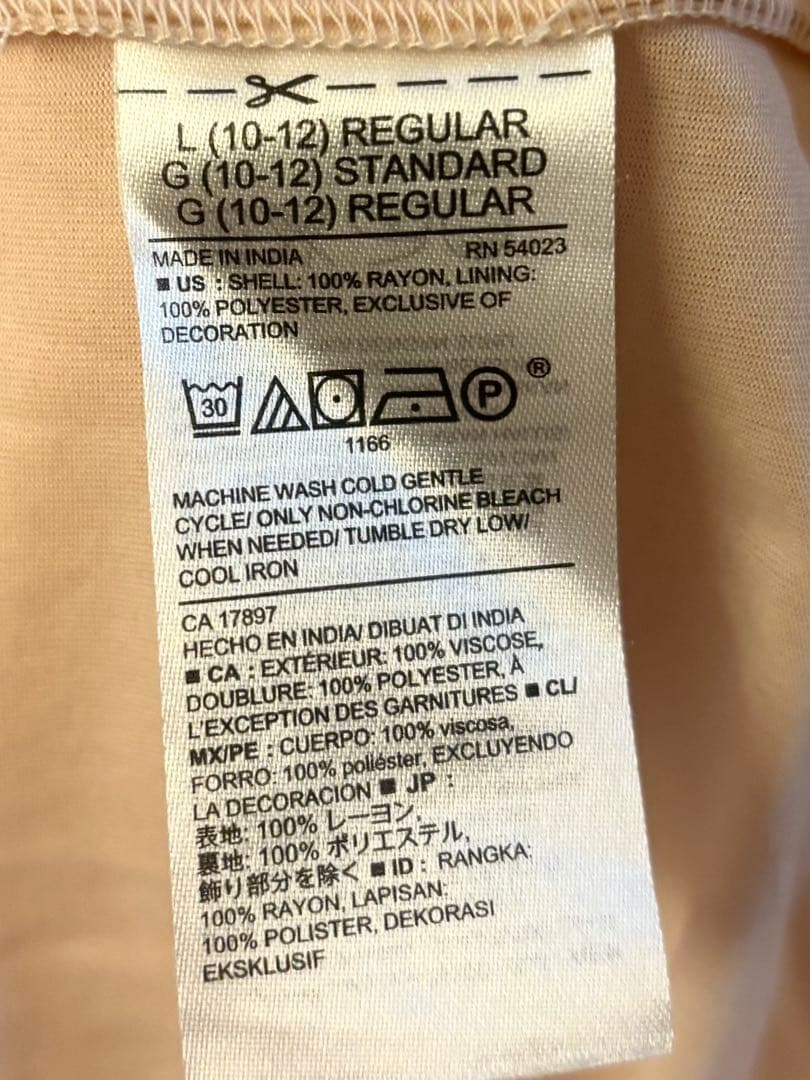 L (10-12) REGULAR
G (10-12) STANDARD
G (10-12) REGULAR
MADE IN INDIA RN 54023
■ US : SHELL: 100% RAYON, LINING:
100% POLYESTER, EXCLUSIVE OF
DECORATION
30 P ®
1166
MACHINE WASH COLD GENTLE
CYCLE/ ONLY NON-CHLORINE BLEACH
WHEN NEEDED/ TUMBLE DRY LOW/
COOL IRON
CA 17897
HECHO EN INDIA/ DIBUAT DI INDIA
■ CA : EXTÉRIEUR: 100% VISCOSE,
DOUBLURE: 100% POLYESTER, À
L'EXCEPTION DES GARNITURES ■ CL/
MX/PE : CUERPO: 100% viscosa,
FORRO: 100% poliéster, EXCLUYENDO
LA DECORACIÓN ■ JP :
表地: 100% レーヨン,
裏地: 100% ポリエステル,
飾り部分を除く ■ ID : RANGKA:
100% RAYON, LAPISAN:
100% POLISTER, DEKORASI
EKSKLUSIF